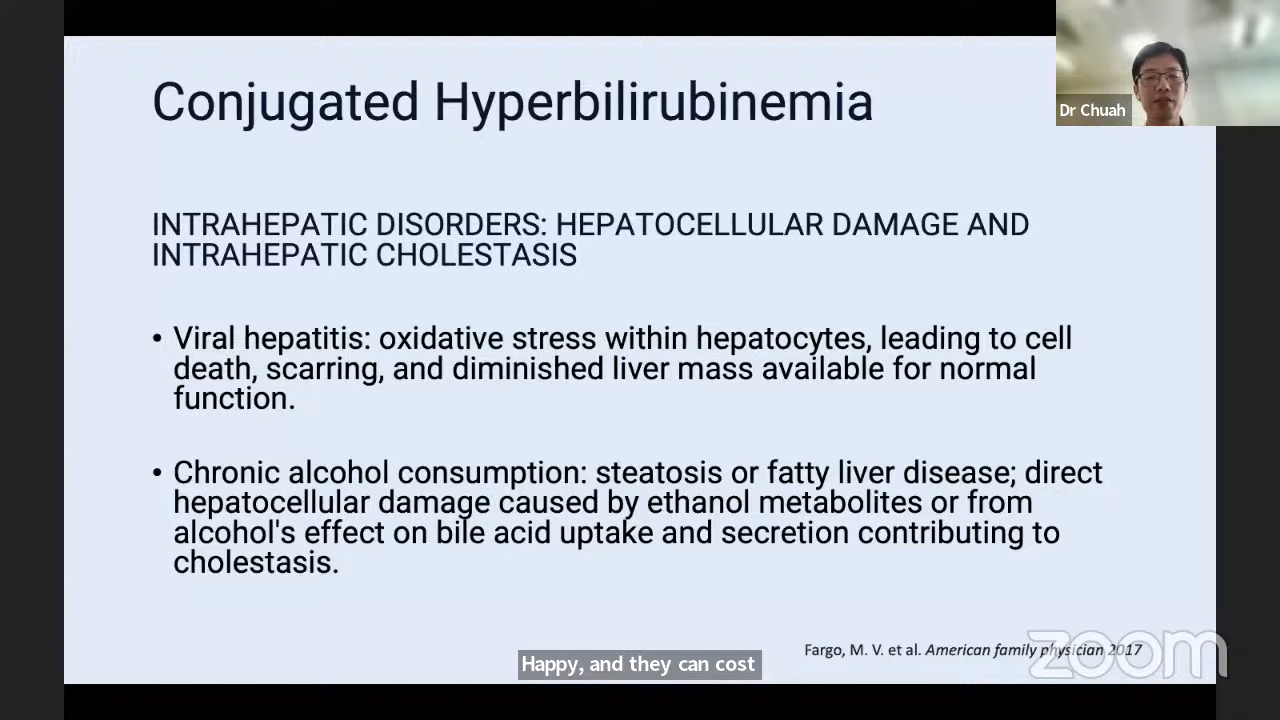 Conjugated Hyperbilirubinemia
Dr Chuah
INTRAHEPATIC DISORDERS: HEPATOCELLULAR DAMAGE AND
INTRAHEPATIC CHOLESTASIS
• Viral hepatitis: oxidative stress within hepatocytes, leading to cell
death, scarring, and diminished liver mass available for normal
function.
• Chronic alcohol consumption: steatosis or fatty liver disease; direct
hepatocellular damage caused by ethanol metabolites or from
alcohol's effect on bile acid uptake and secretion contributing to
cholestasis.
Fargo, M. V. et al. American family physician 2017
zoom
Happy, and they can cost